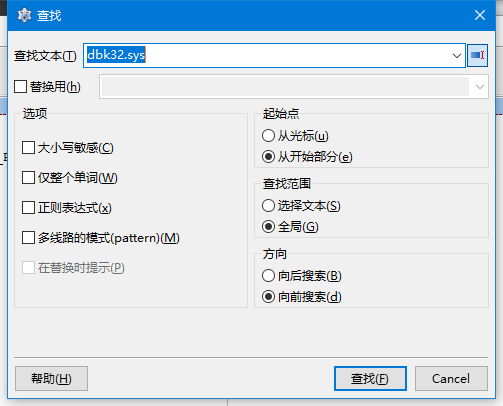 查找
查找文本(T) dbk32.sys
替换用(h)
选项
大小写敏感(C)
仅整个单词(W)
正则表达式(x)
多线路的模式(pattern)(M)
在替换时提示(P)
起始点
从光标(u)
从开始部分(e)
查找范围
选择文本(S)
全局(G)
方向
向后搜索(B)
向前搜索(d)
帮助(H)
查找(F)
Cancel